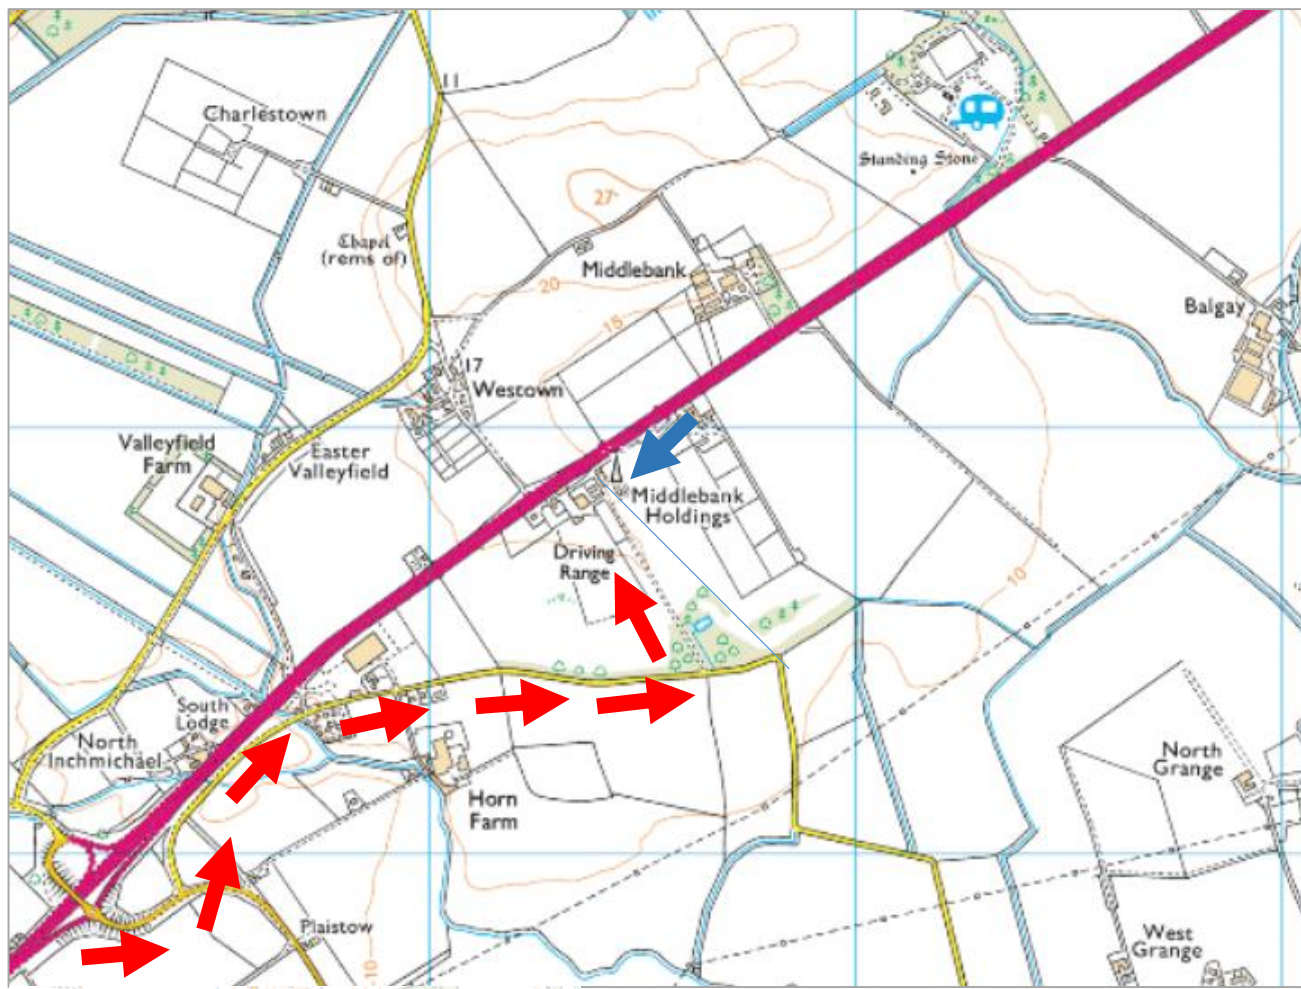 11
Charlestown
Standing Stone
27
Chapel
(rems of)
Middlebank
20
15
Balgay
17
Westown
Valleyfield
Farm
Easter
Valleyfield
Middlebank
Holdings
Driving
Range
10
South
Lodge
North
Inchmichael
North
Grange
Horn
Farm
Plaistow
West
Grange
10